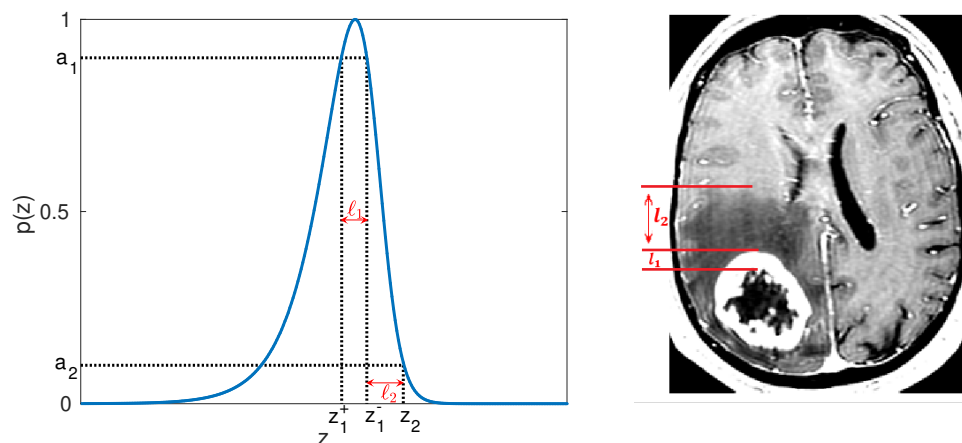 1
a₁
0.5
p(z)
a₂
0
ℓ₁
ℓ₂
z₁⁺ z₁⁻ z₂
z
l₂
l₁